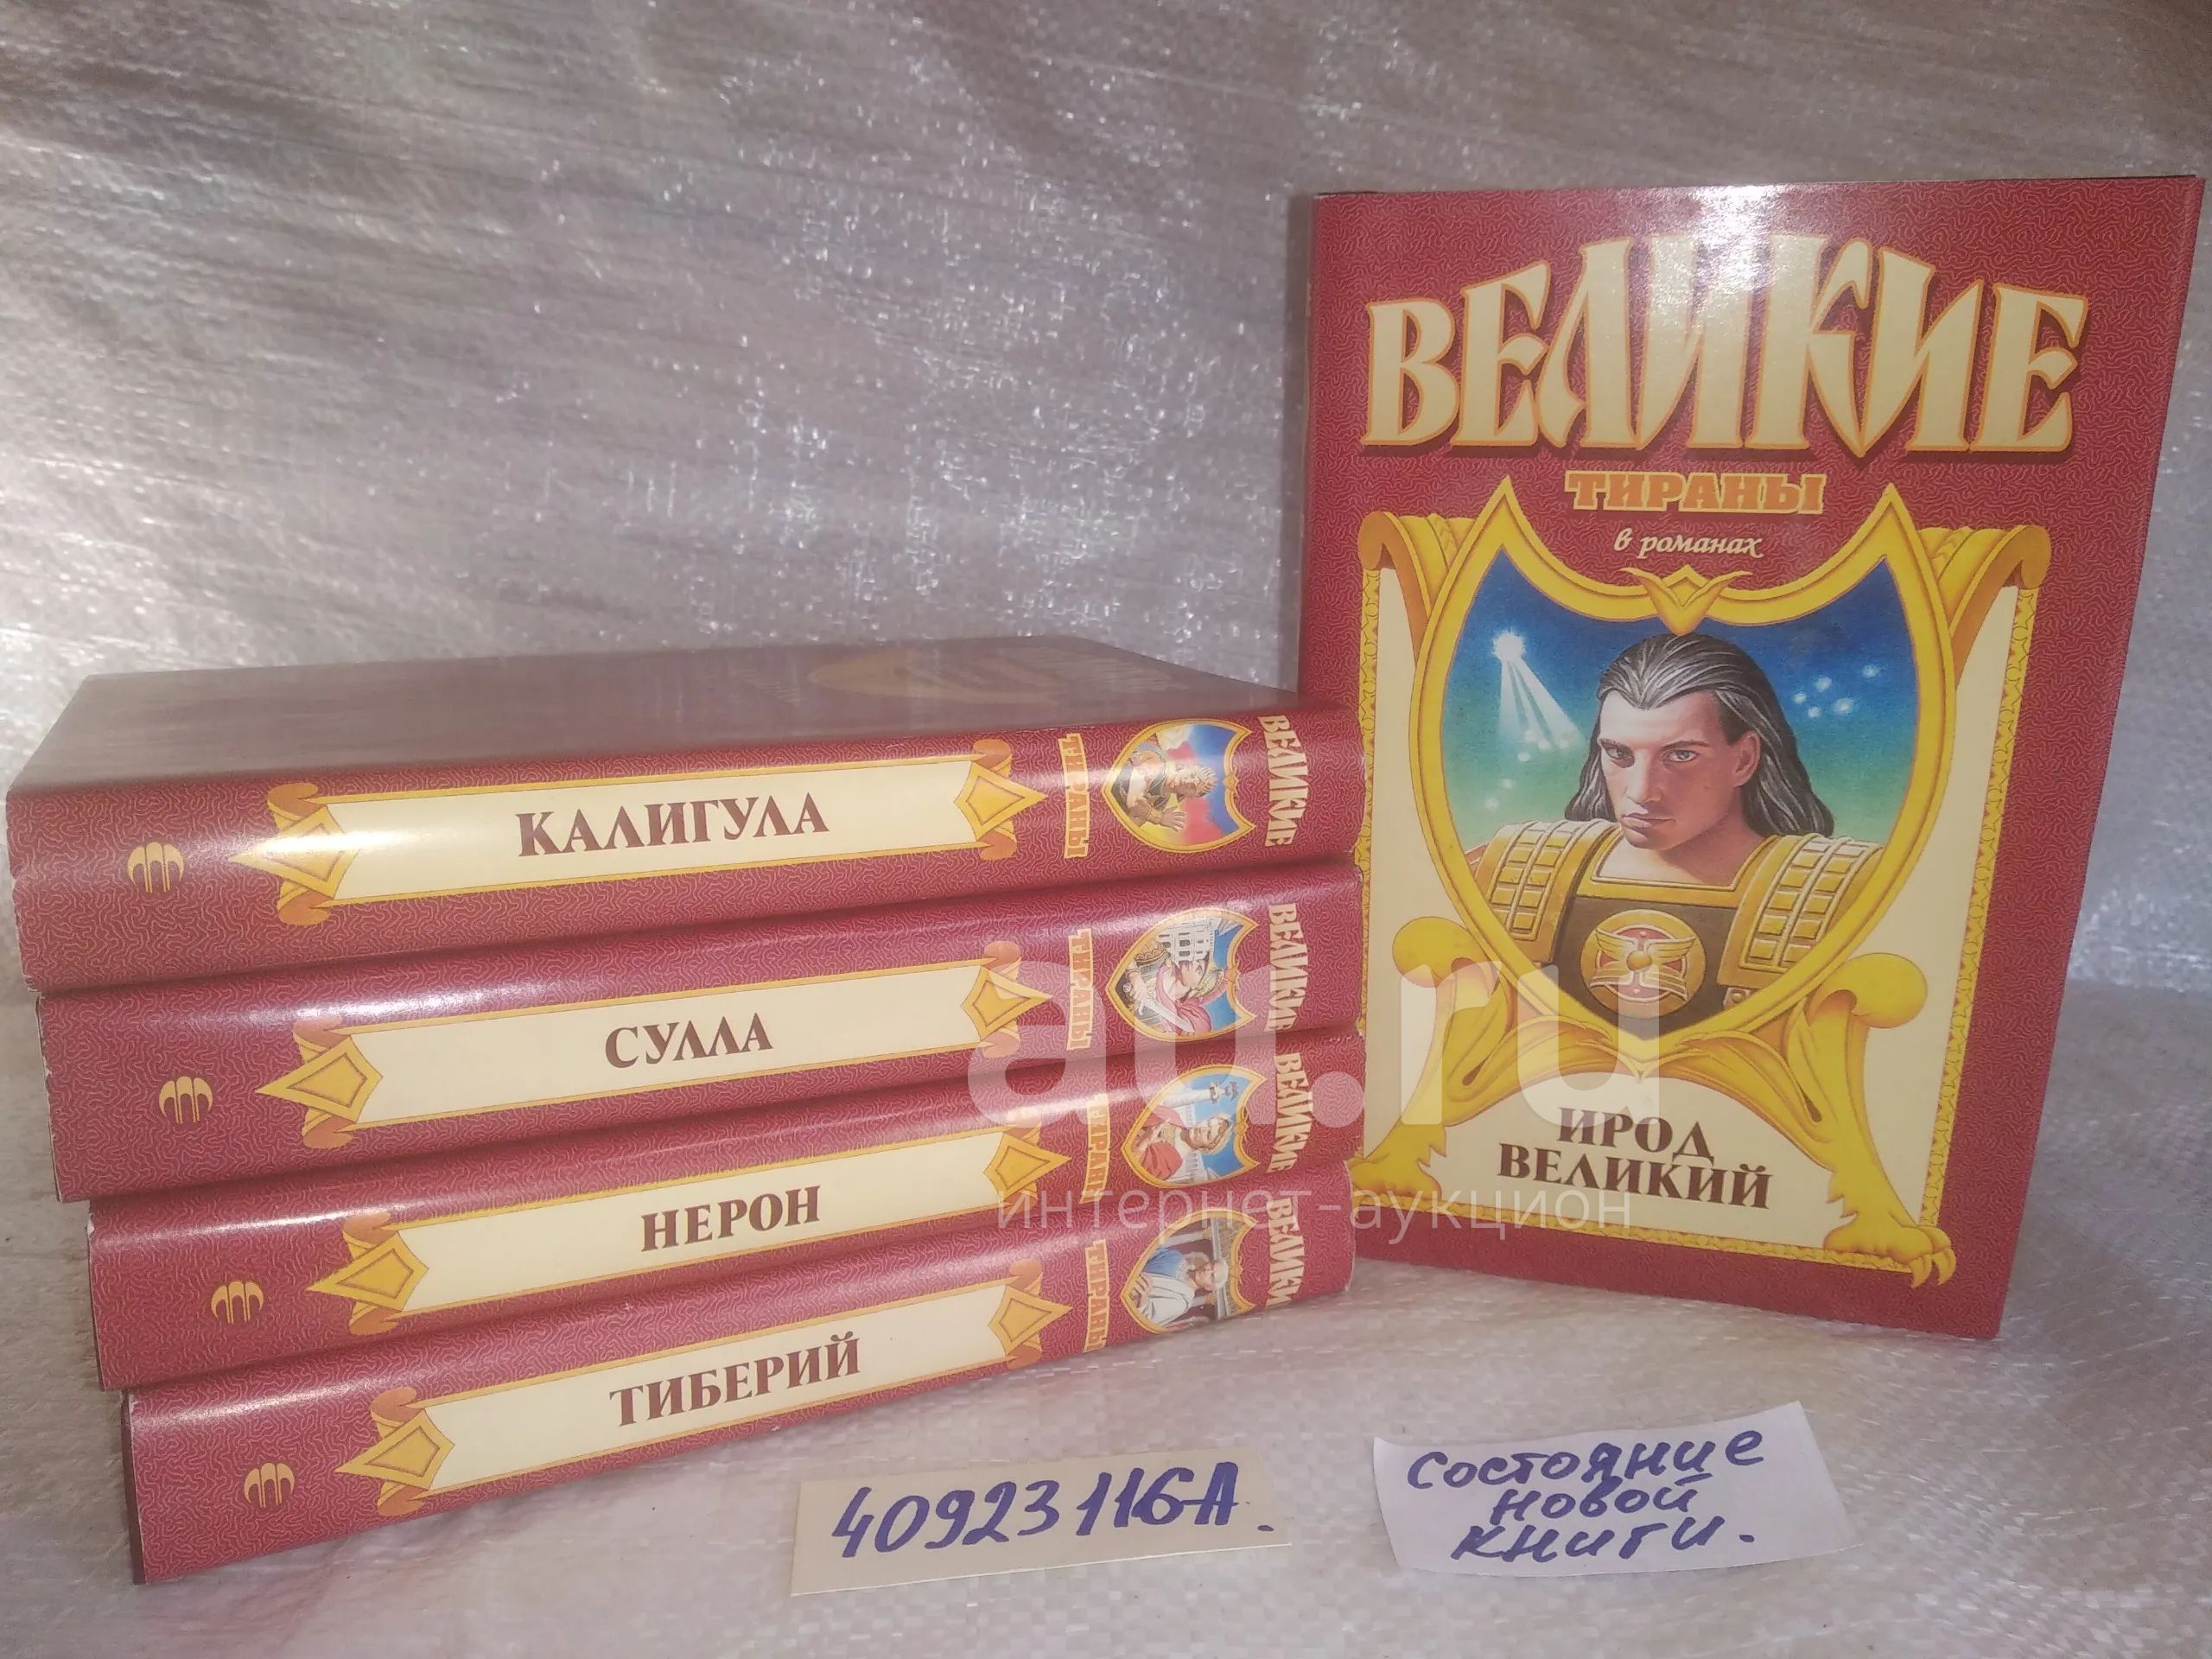 ВЕЛИКИЕ
ТИРАНЫ
в романах
ИРОД
ВЕЛИКИЙ
КАЛИГУЛА
ТИРАНЫ
ВЕЛИКИЕ
СУЛЛА
ТИРАНЫ
ВЕЛИКИЕ
НЕРОН
ТИРАНЫ
ВЕЛИКИЕ
ТИБЕРИЙ
ТИРАНЫ
ВЕЛИКИ
au.ru
интернет-аукцион
40923116А.
Состояние
новой
книги.